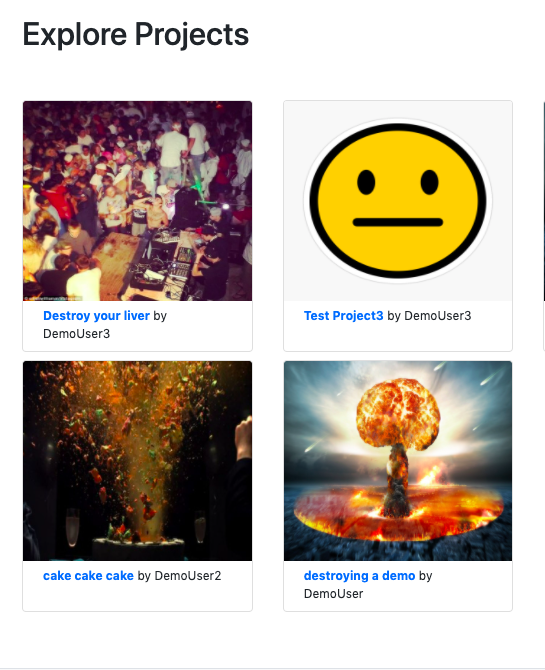 Explore Projects
Destroy your liver by
DemoUser3
Test Project3 by DemoUser3
cake cake cake by DemoUser2
destroying a demo by
DemoUser